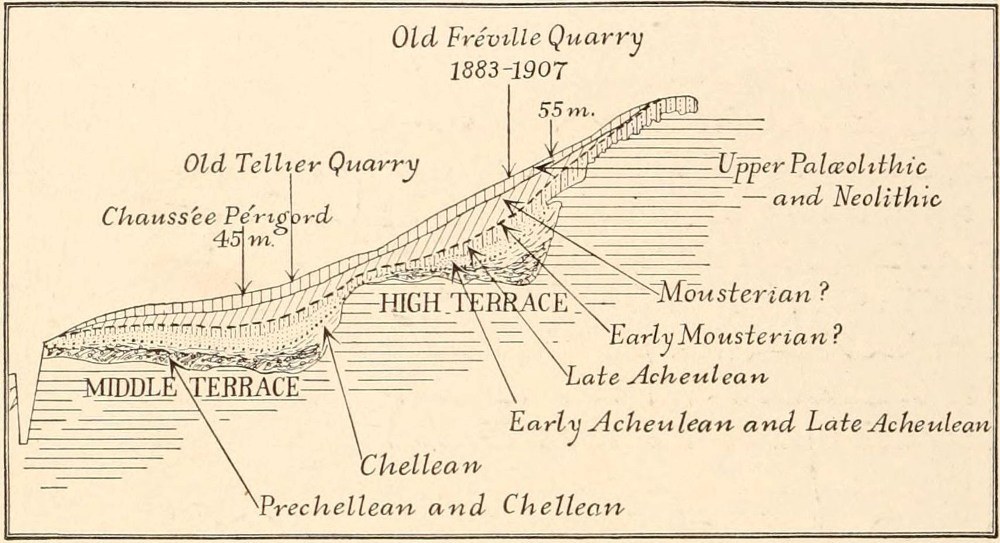 Old Fréville Quarry
1883-1907
55 m.
Old Tellier Quarry
Upper Palæolithic
and Neolithic
Chausseé Périgord
45 m.
Mousterian ?
HIGH TERRACE
Early Mousterian?
Late Acheulean
MIDDLE TERRACE
Early Acheulean and Late Acheulean
Chellean
Prechellean and Chellean